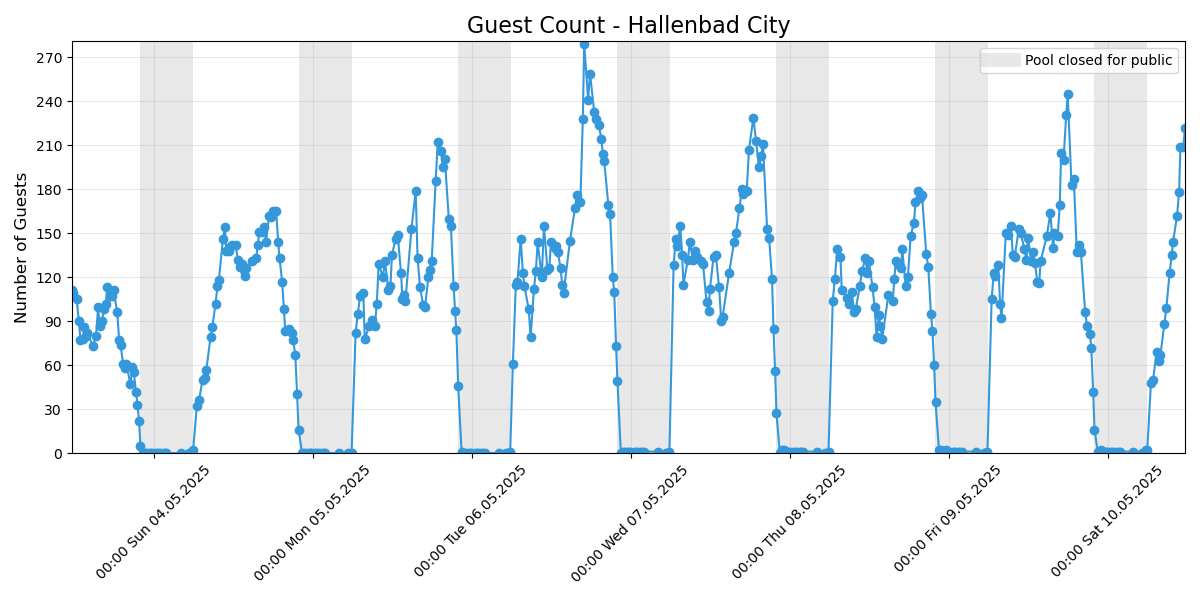 Guest Count - Hallenbad City
Pool closed for public
Number of Guests
270
240
210
180
150
120
90
60
30
0
00:00 Sun 04.05.2025
00:00 Mon 05.05.2025
00:00 Tue 06.05.2025
00:00 Wed 07.05.2025
00:00 Thu 08.05.2025
00:00 Fri 09.05.2025
00:00 Sat 10.05.2025